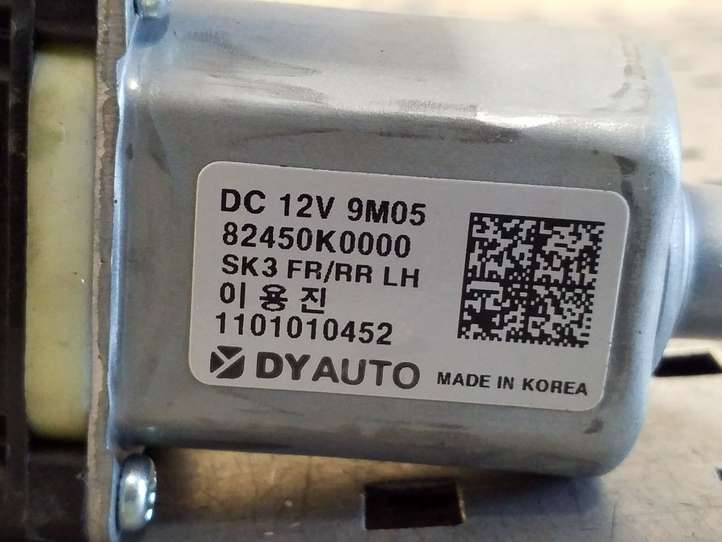 DC 12V 9M05
82450K0000
SK3 FR/RR LH
이용진
1101010452
DYAUTO MADE IN KOREA